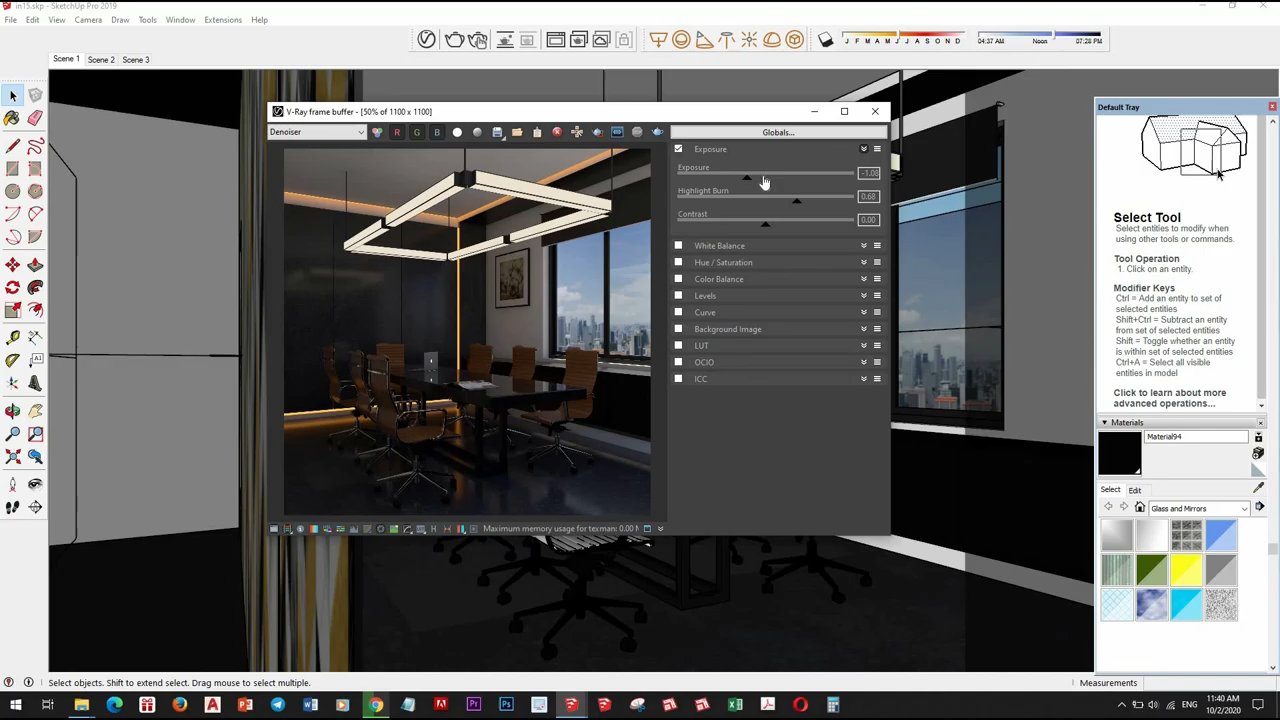 in15.skp - SketchUp Pro 2019
File Edit View Camera Draw Tools Window Extensions Help
J F M A M J J A S O N D
04:37 AM Noon 07:28 PM
Scene 1 Scene 2 Scene 3
V-Ray frame buffer - [50% of 1100 x 1100]
Denoiser
R G B
Globals...
Exposure
Exposure
-1.08
Highlight Burn
0.68
Contrast
0.00
White Balance
Hue / Saturation
Color Balance
Levels
Curve
Background Image
LUT
OCIO
ICC
Maximum memory usage for texman: 0.00 M
Default Tray
Select Tool
Select entities to modify when
using other tools or commands.
Tool Operation
1. Click on an entity.
Modifier Keys
Ctrl = Add an entity to set of
selected entities
Shift+Ctrl = Subtract an entity
from set of selected entities
Shift = Toggle whether an
entity is within set of selected
entities
Ctrl+A = Select all visible
entities in model
Click to learn about more
advanced operations...
Materials
Material94
Select Edit
Glass and Mirrors
Select objects. Shift to extend select. Drag mouse to select multiple.
Measurements
ENG
11:40 AM
10/2/2020